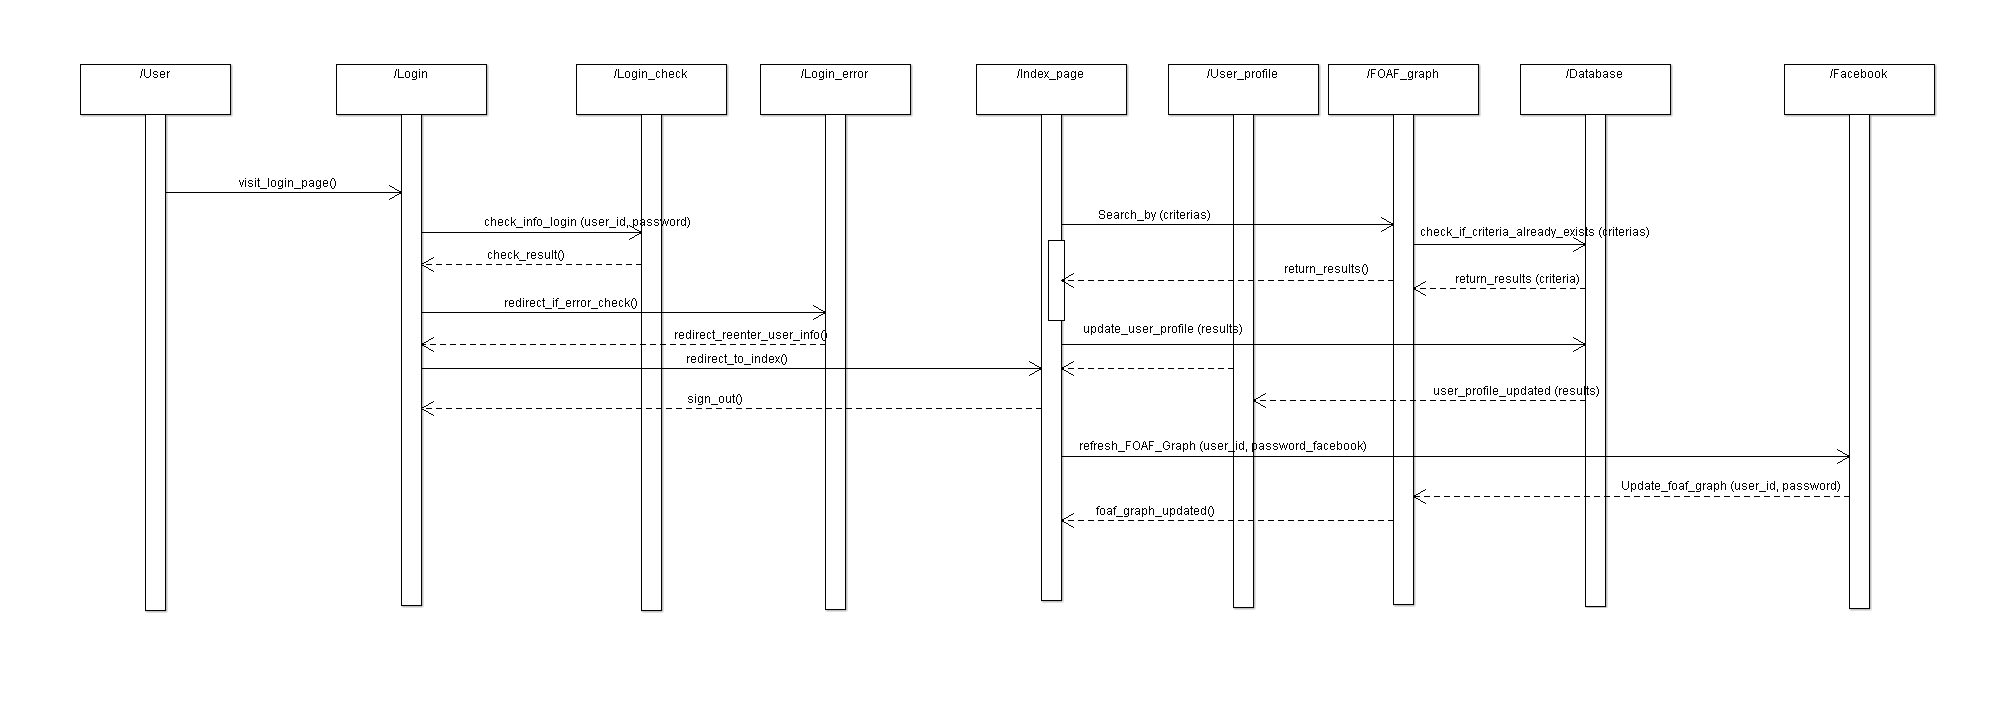 /User
/Login
/Login_check
/Login_error
/Index_page
/User_profile
/FOAF_graph
/Database
/Facebook
visit_login_page()
check_info_login (user_id, password)
Search_by (criterias)
check_if_criteria_already_exists (criterias)
check_result()
return_results()
return_results (criteria)
redirect_if_error_check()
redirect_reenter_user_info()
update_user_profile (results)
redirect_to_index()
sign_out()
user_profile_updated (results)
refresh_FOAF_Graph (user_id, password_facebook)
Update_foaf_graph (user_id, password)
foaf_graph_updated()